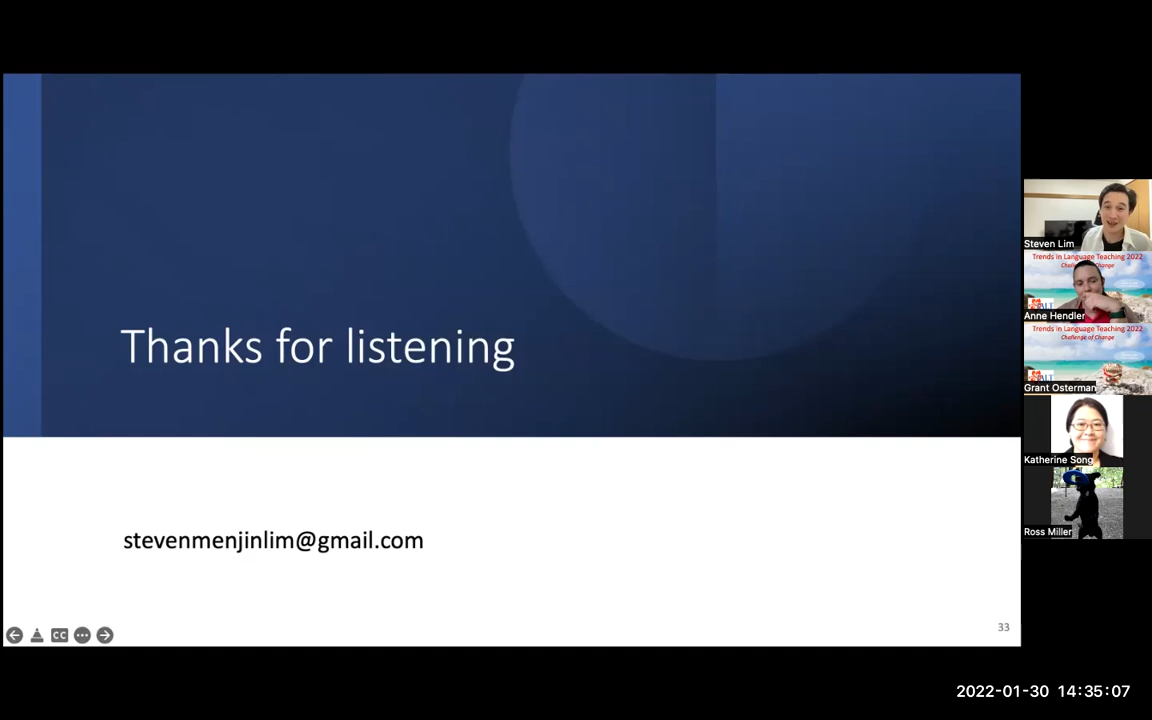 Thanks for listening
stevenmenjinlim@gmail.com
CC
33
Steven Lim
Trends in Language Teaching 2022
Challenge of Change
Anne Hendler
Trends in Language Teaching 2022
Challenge of Change
Grant Osterman
Katherine Song
Ross Miller
2022-01-30 14:35:07